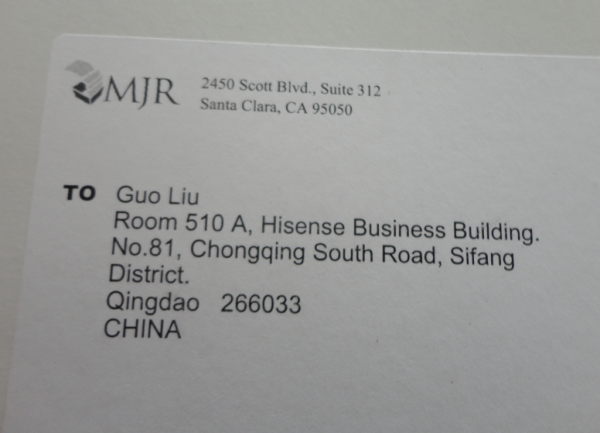 MJR
2450 Scott Blvd., Suite 312
Santa Clara, CA 95050
TO Guo Liu
Room 510 A, Hisense Business Building.
No.81, Chongqing South Road, Sifang
District.
Qingdao 266033
CHINA